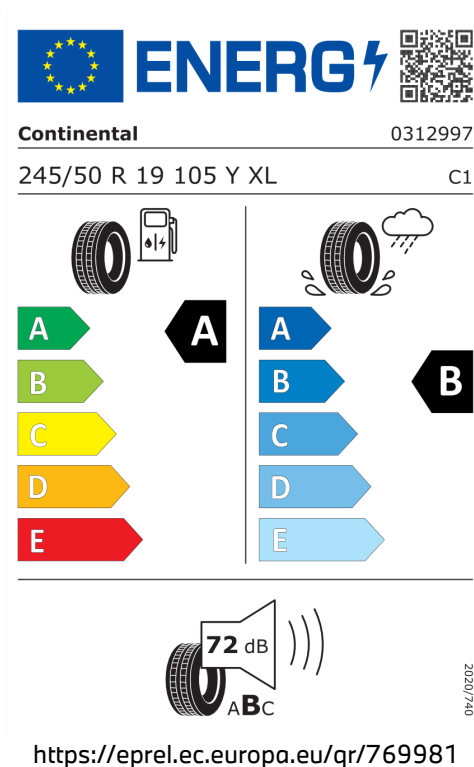 ENERG
Continental 0312997
245/50 R 19 105 Y XL C1
A A A
B B B
C C
D D
E E
72 dB
ABC
2020/740
https://eprel.ec.europa.eu/qr/769981